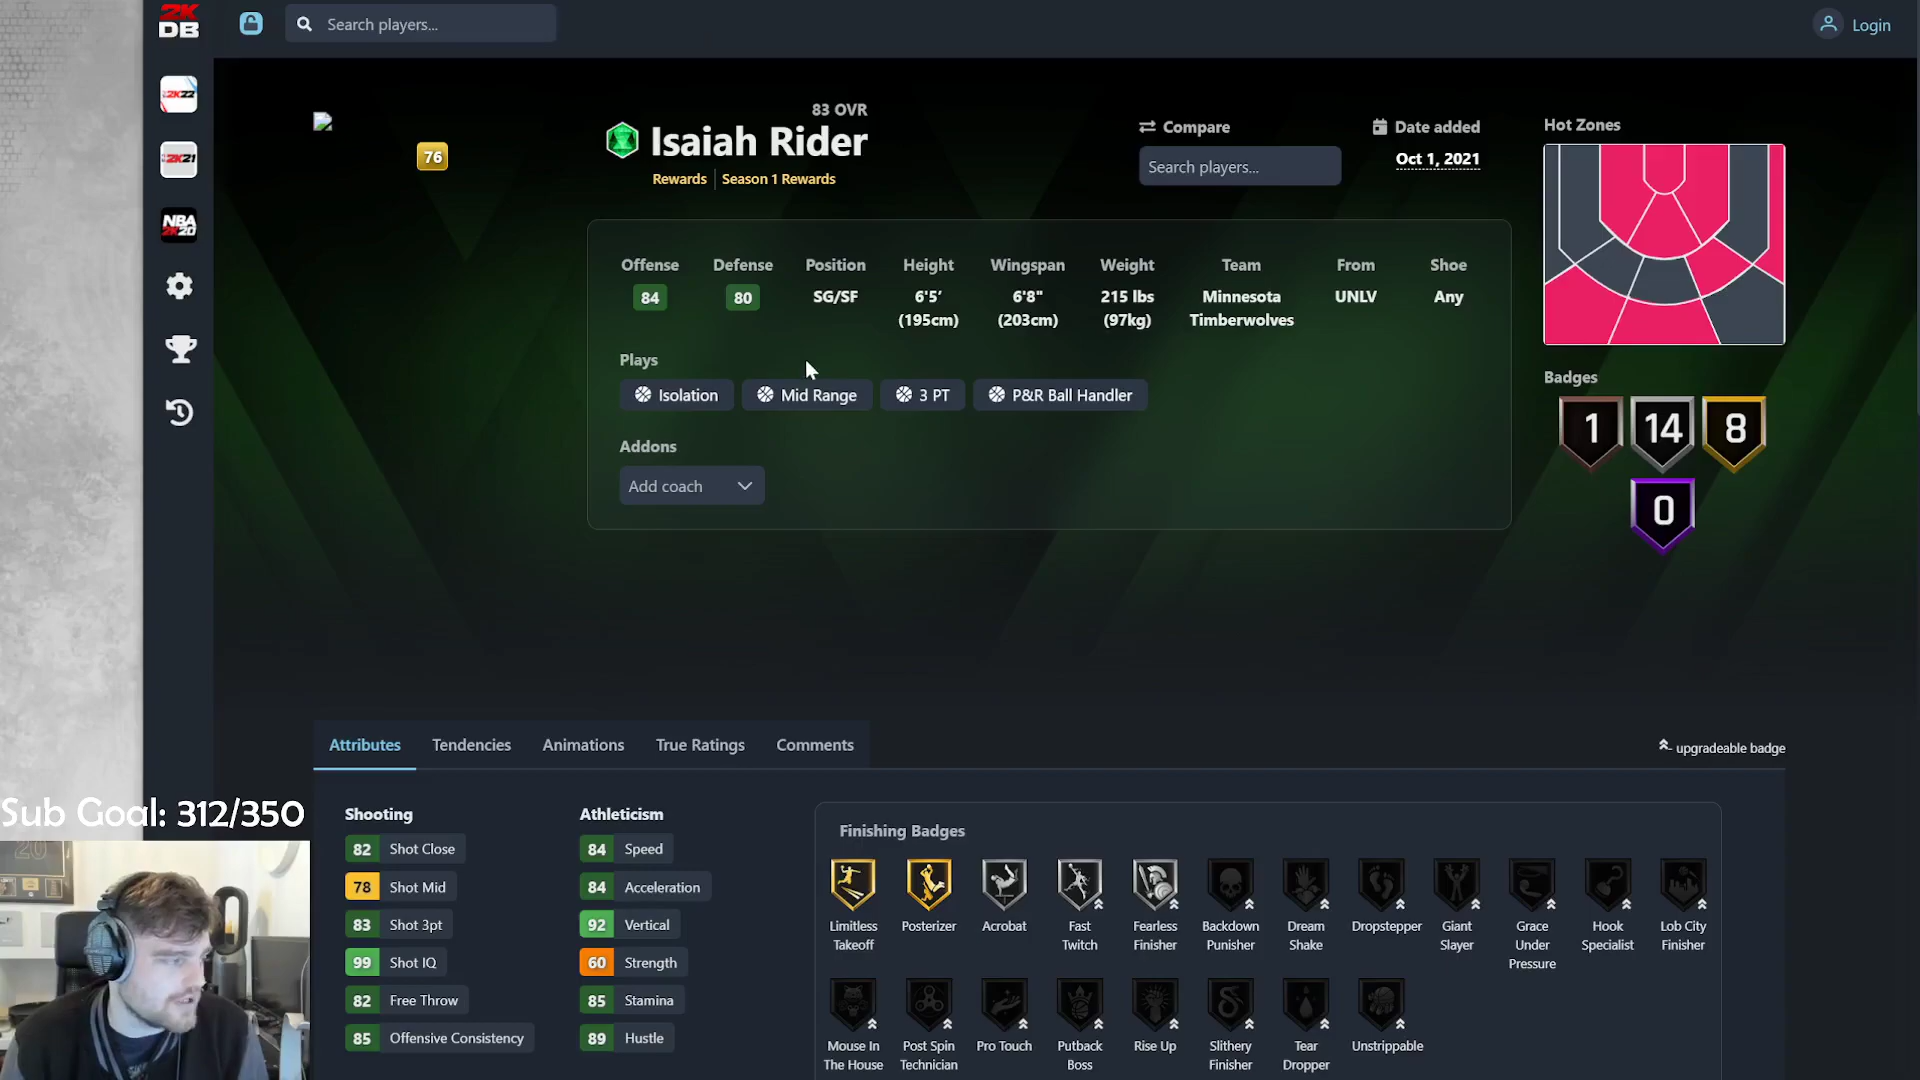 2K
DB
Search players...
Login
2K22
2K21
NBA
2K20
76
83 OVR
Isaiah Rider
Rewards | Season 1 Rewards
Compare
Search players...
Date added
Oct 1, 2021
Hot Zones
Offense Defense Position Height Wingspan Weight Team From Shoe
84 80 SG/SF 6'5' 6'8" 215 lbs Minnesota UNLV Any
(195cm) (203cm) (97kg) Timberwolves
Plays
Isolation Mid Range 3 PT P&R Ball Handler
Addons
Add coach
Badges
1 14 8
0
Attributes Tendencies Animations True Ratings Comments
- upgradeable badge
Sub Goal: 312/350
Shooting
82 Shot Close
78 Shot Mid
83 Shot 3pt
99 Shot IQ
82 Free Throw
85 Offensive Consistency
Athleticism
84 Speed
84 Acceleration
92 Vertical
60 Strength
85 Stamina
89 Hustle
Finishing Badges
Limitless Takeoff
Posterizer
Acrobat
Fast Twitch
Fearless Finisher
Backdown Punisher
Dream Shake
Dropstepper
Giant Slayer
Grace Under Pressure
Hook Specialist
Lob City Finisher
Mouse In The House
Post Spin Technician
Pro Touch
Putback Boss
Rise Up
Slithery Finisher
Tear Dropper
Unstrippable